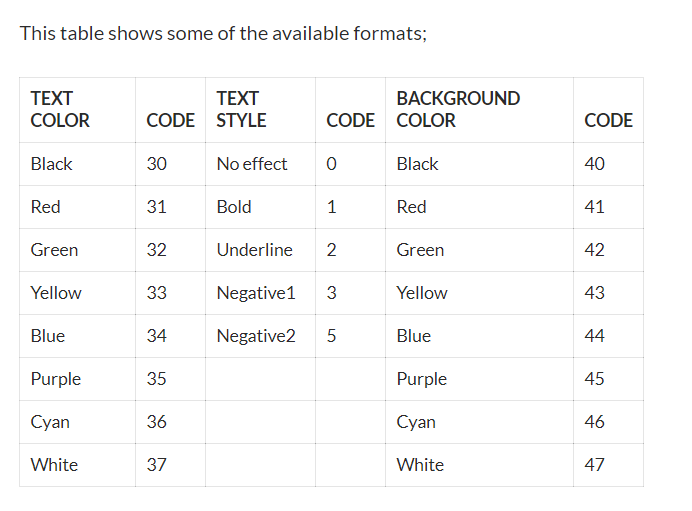 This table shows some of the available formats;
TEXT COLOR CODE TEXT STYLE CODE BACKGROUND COLOR CODE
Black 30 No effect 0 Black 40
Red 31 Bold 1 Red 41
Green 32 Underline 2 Green 42
Yellow 33 Negative1 3 Yellow 43
Blue 34 Negative2 5 Blue 44
Purple 35 Purple 45
Cyan 36 Cyan 46
White 37 White 47